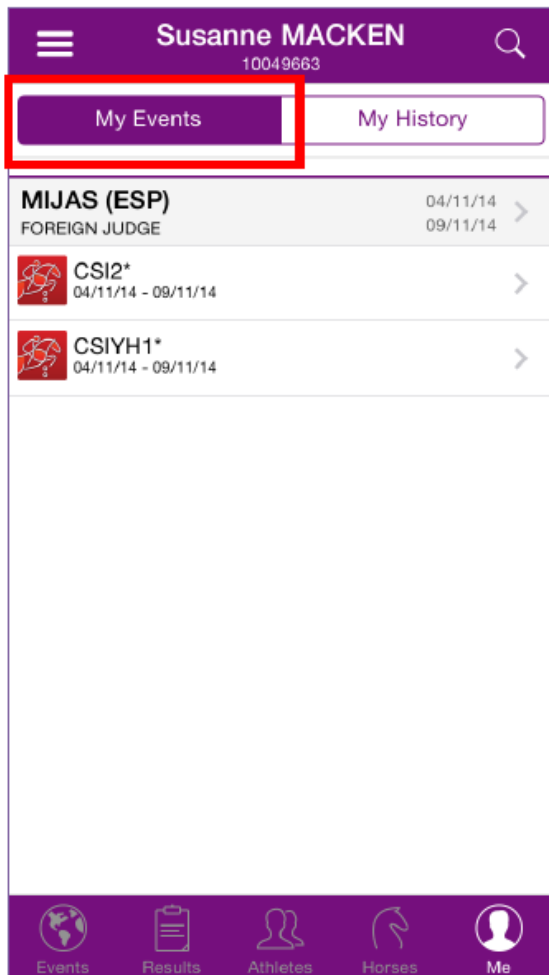 Susanne MACKEN
10049663
My Events
My History
MIJAS (ESP)
04/11/14
FOREIGN JUDGE
09/11/14
CSI2*
04/11/14 - 09/11/14
CSIYH1*
04/11/14 - 09/11/14
Events
Results
Athletes
Horses
Me